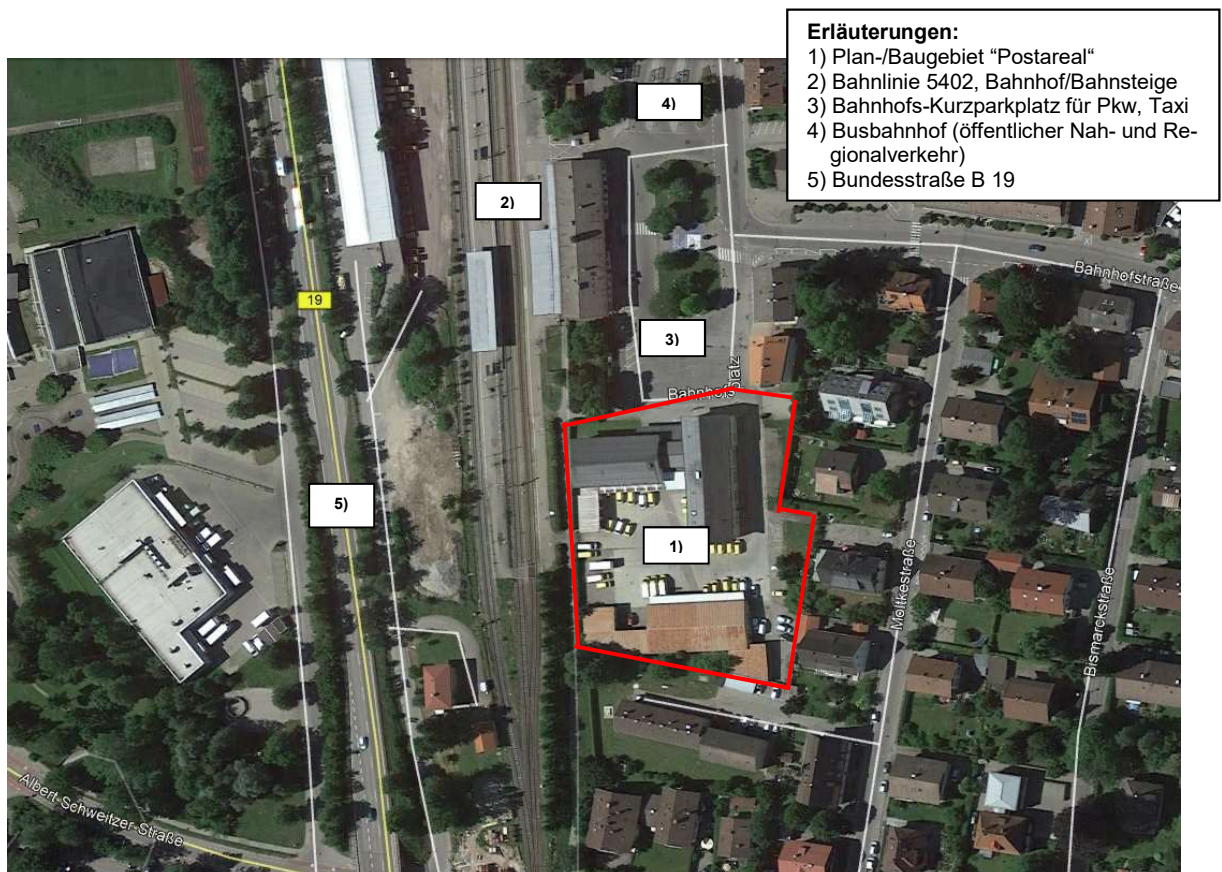 Erläuterungen:
1) Plan-/Baugebiet “Postareal“
2) Bahnlinie 5402, Bahnhof/Bahnsteige
3) Bahnhofs-Kurzparkplatz für Pkw, Taxi
4) Busbahnhof (öffentlicher Nah- und Re-
gionalverkehr)
5) Bundesstraße B 19
4)
2)
Bahnhofstraße
19
3)
Bahnhofsplatz
5)
1)
Moltkestraße
Bismarckstraße
Albert-Schweitzer-Straße